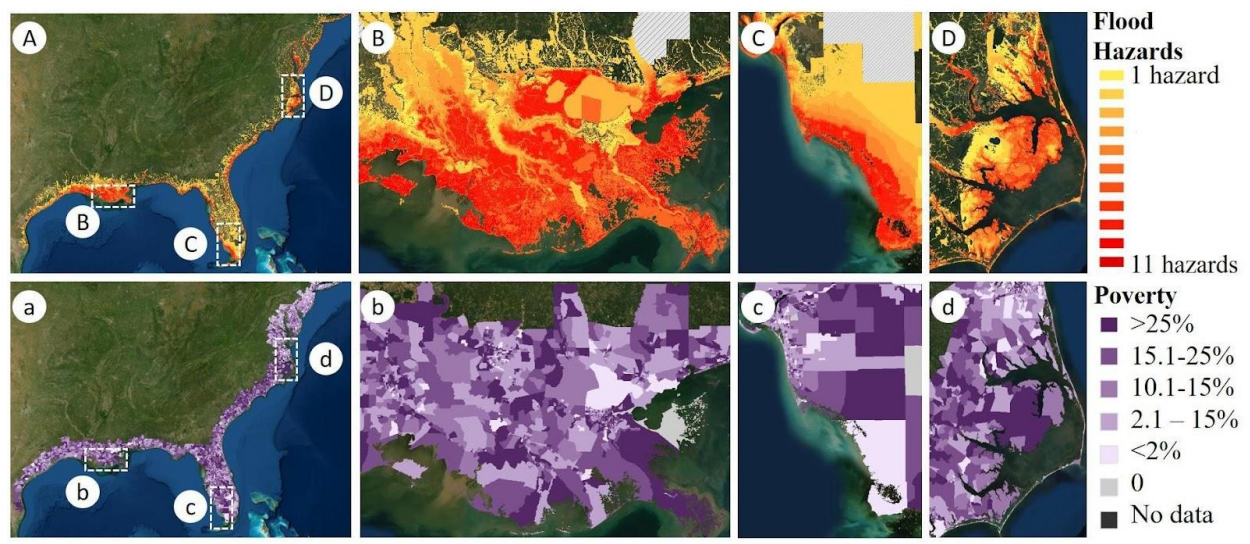 A
D
B
C
B
C
D
Flood
Hazards
1 hazard
11 hazards
a
d
b
c
b
c
d
Poverty
>25%
15.1-25%
10.1-15%
2.1 – 15%
<2%
0
No data